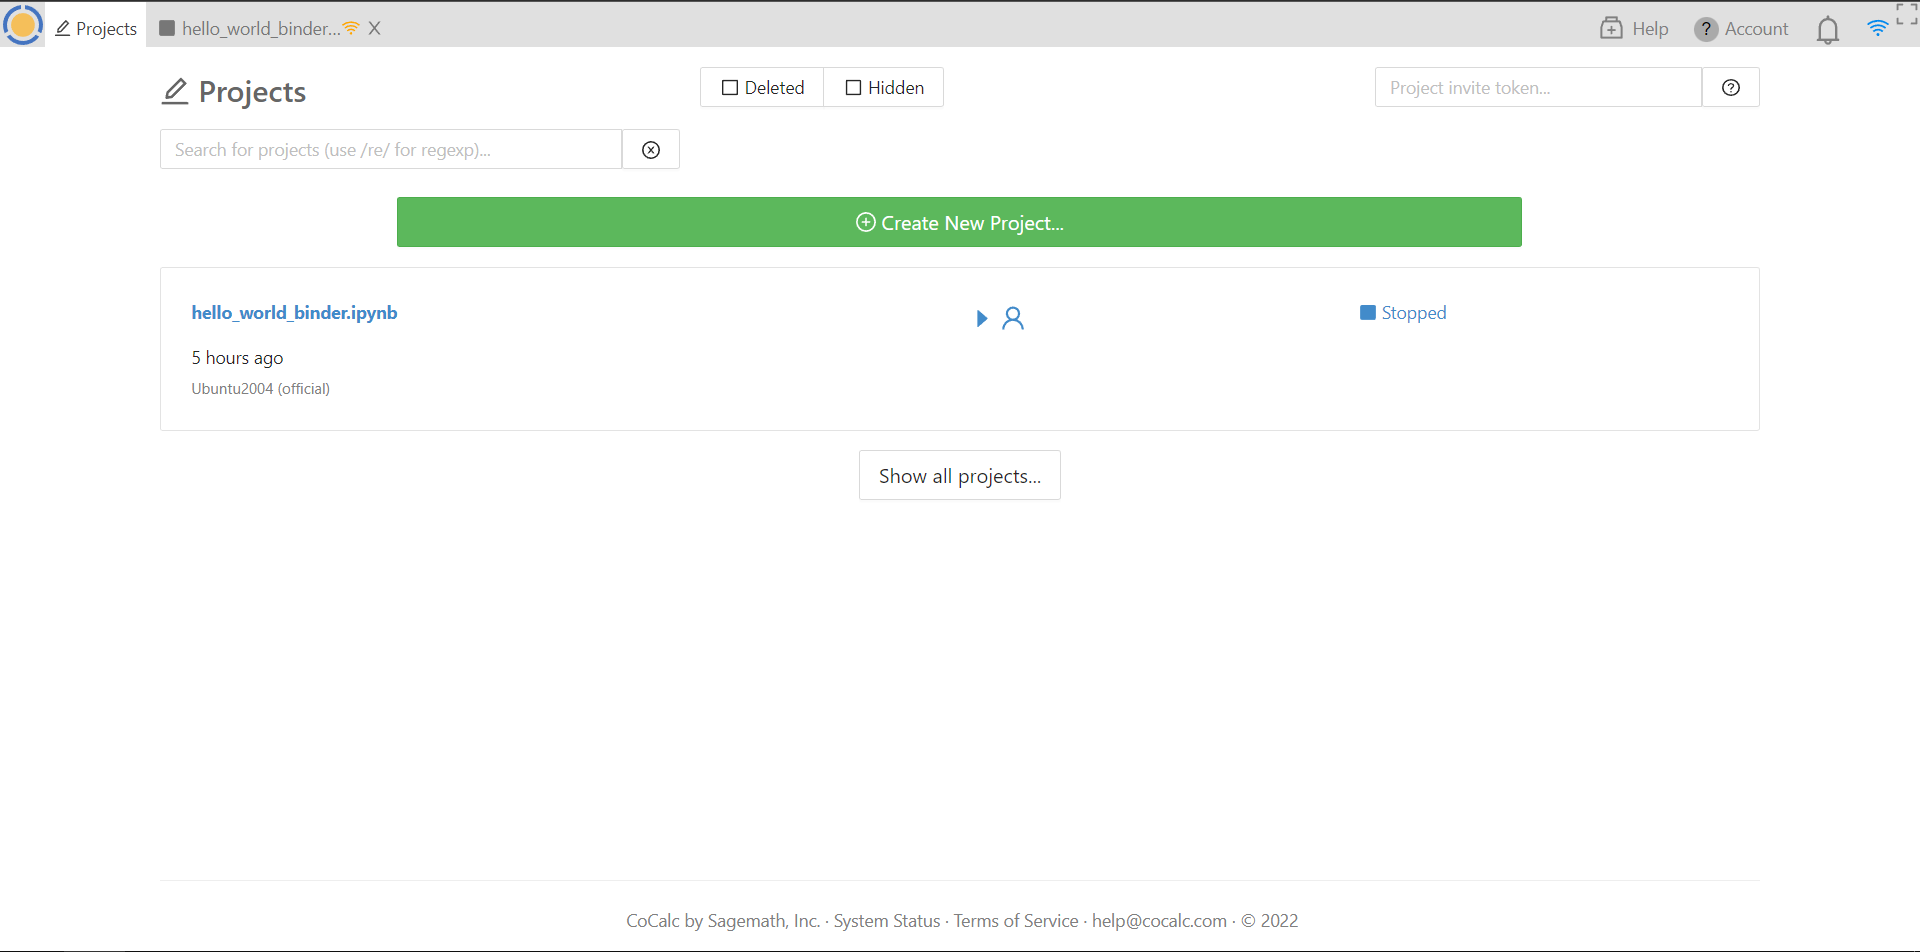 Projects
hello_world_binder... X
Help
? Account
Projects
Deleted
Hidden
Project invite token...
Search for projects (use /re/ for regexp)...
Create New Project...
hello_world_binder.ipynb
Stopped
5 hours ago
Ubuntu2004 (official)
Show all projects...
CoCalc by Sagemath, Inc. · System Status · Terms of Service · help@cocalc.com · © 2022